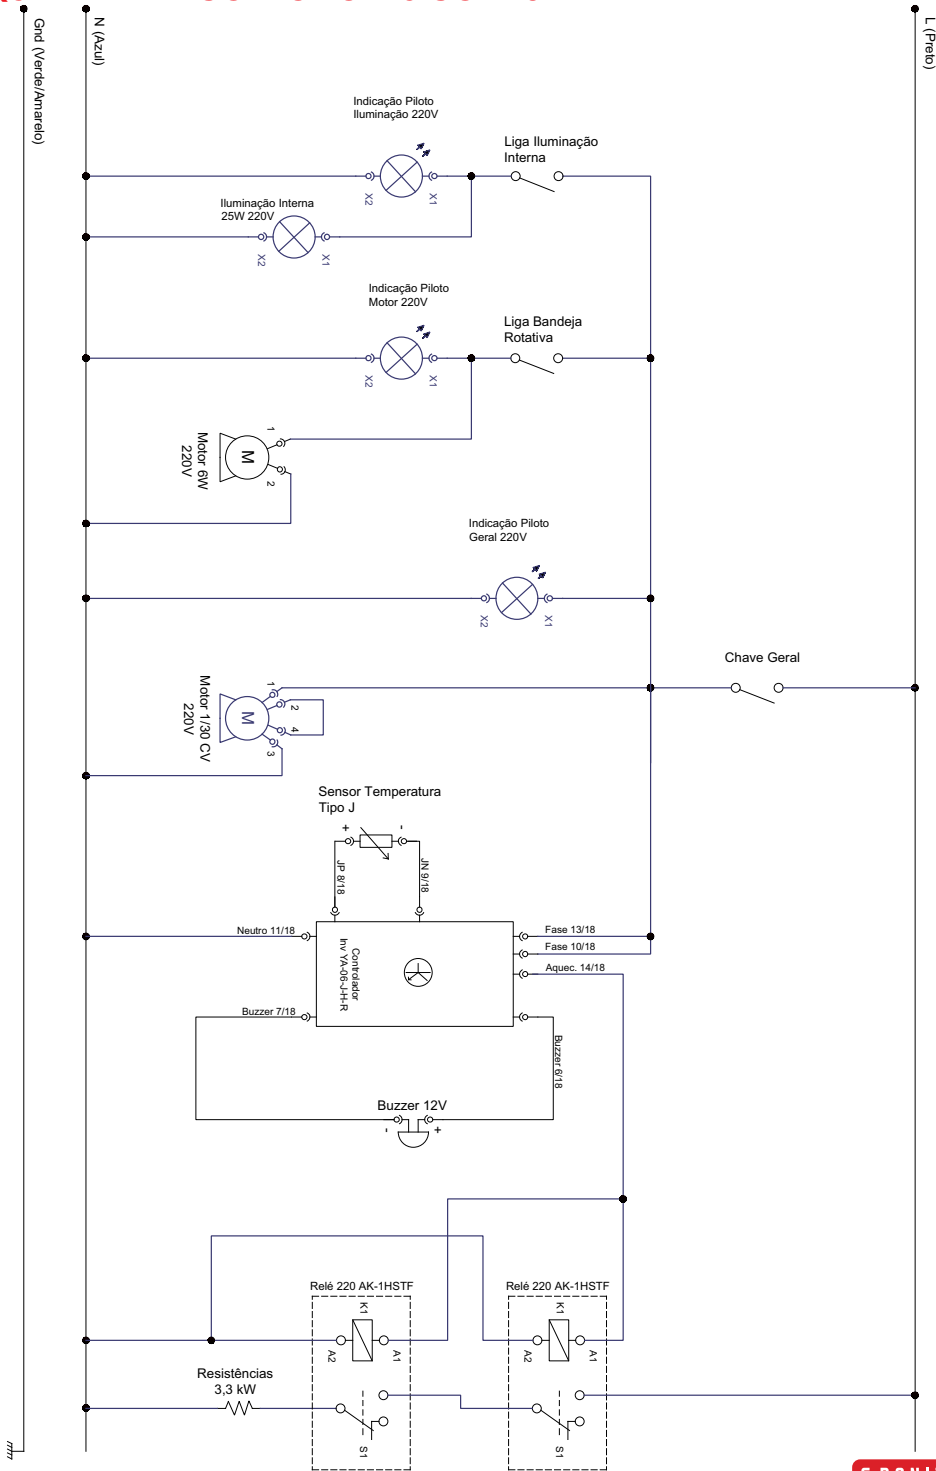 Gnd (Verde/Amarelo)
N (Azul)
L (Preto)
Indicação Piloto
Iluminação 220V
Liga Iluminação
Interna
X2
X1
Iluminação Interna
25W 220V
X2
X1
Indicação Piloto
Motor 220V
Liga Bandeja
Rotativa
X2
X1
1
M
2
Motor 6W
220V
Indicação Piloto
Geral 220V
X2
X1
Chave Geral
1
2
M
4
3
Motor 1/30 CV
220V
Sensor Temperatura
Tipo J
+
-
JP 8/18
JN 9/18
Neutro 11/18
Fase 13/18
Fase 10/18
Aquec. 14/18
Controlador
Inv YA-06-J-H-R
Buzzer 7/18
Buzzer 6/18
Buzzer 12V
-
+
Relé 220 AK-1HSTF
Relé 220 AK-1HSTF
K1
K1
A2
A1
A2
A1
Resistências
3,3 kW
S1
S1